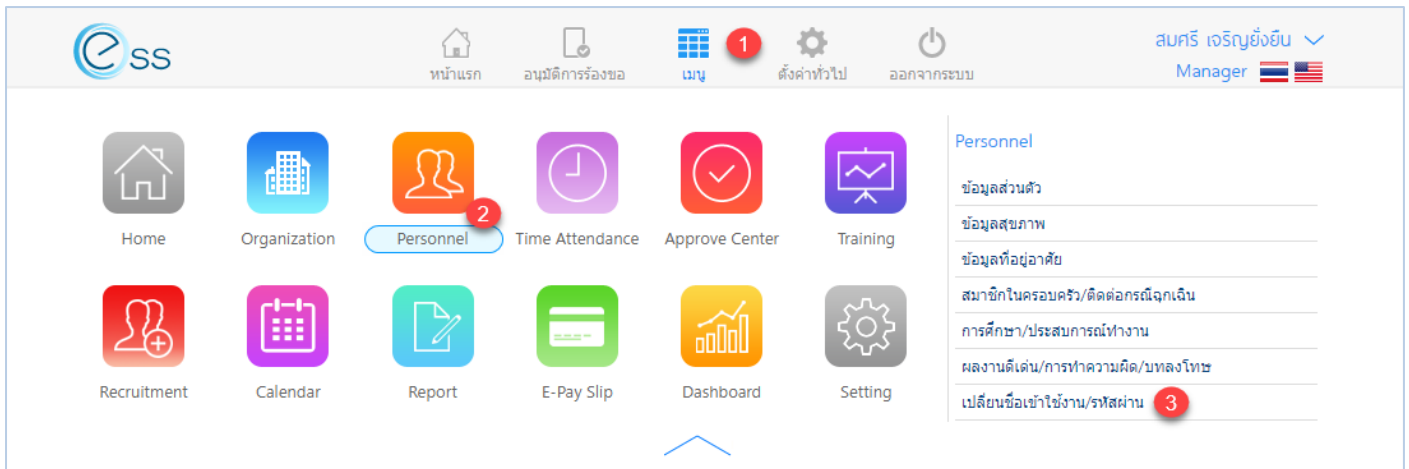 ess
หน้าแรก
อนุมัติการร้องขอ
เมนู
1
ตั้งค่าทั่วไป
ออกจากระบบ
สมศรี เจริญยั่งยืน
Manager
2
Home
Organization
Personnel
Time Attendance
Approve Center
Training
Recruitment
Calendar
Report
E-Pay Slip
Dashboard
Setting
Personnel
ข้อมูลส่วนตัว
ข้อมูลสุขภาพ
ข้อมูลที่อยู่อาศัย
สมาชิกในครอบครัว/ติดต่อกรณีฉุกเฉิน
การศึกษา/ประสบการณ์ทำงาน
ผลงานดีเด่น/การทำความผิด/บทลงโทษ
เปลี่ยนชื่อเข้าใช้งาน/รหัสผ่าน 3